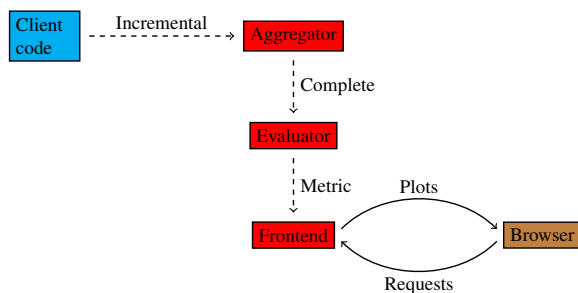 Client
code
Incremental
Aggregator
Complete
Evaluator
Metric
Plots
Frontend
Browser
Requests